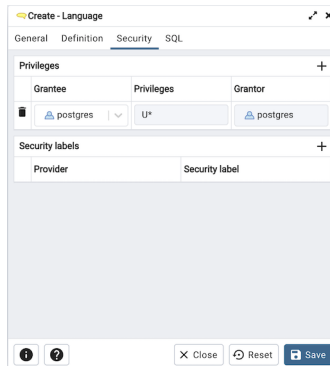 Create - Language
General Definition Security SQL
Privileges
Grantee Privileges Grantor
postgres U* postgres
Security labels
Provider Security label
Close Reset Save